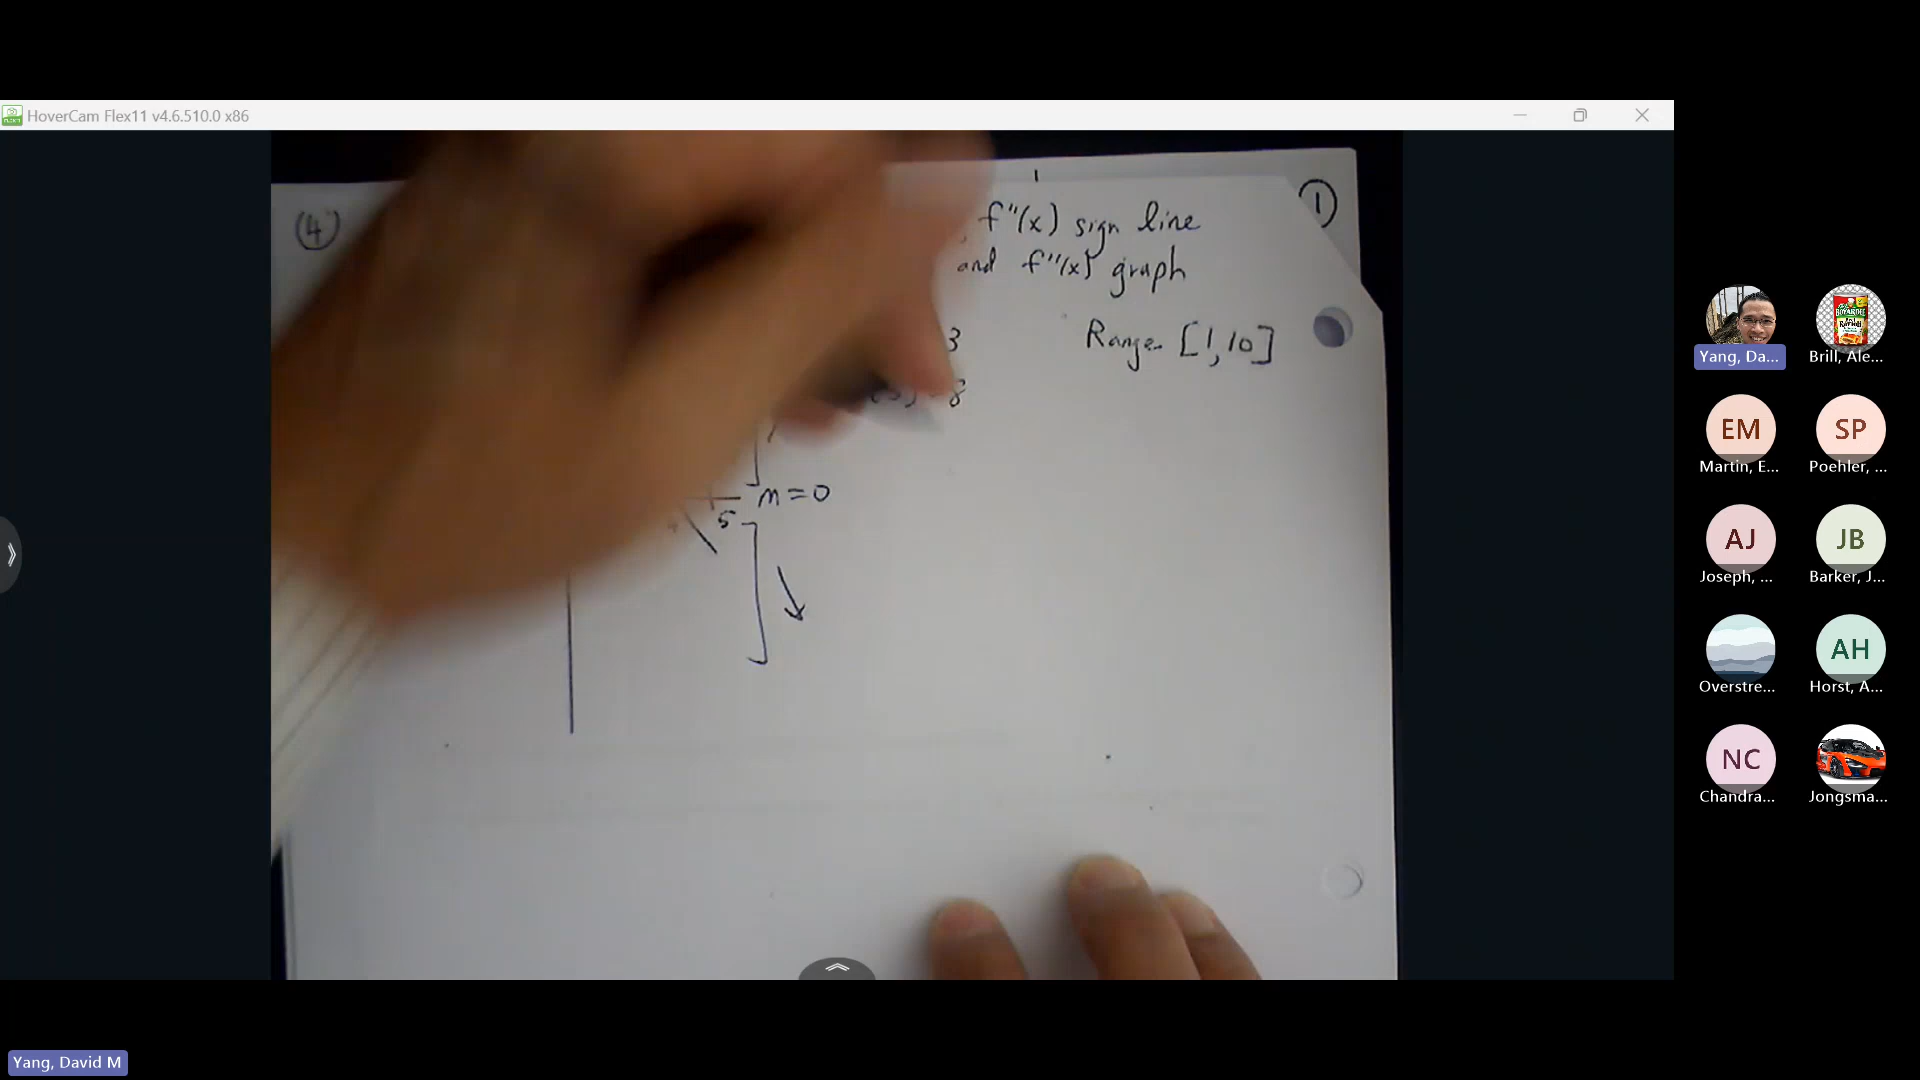 HoverCam Flex11 v4.6.510.0 x86
(4)
f''(x) sign line
(1)
and f''(x) graph
3
Range [1,10]
8
m=0
5
Yang, Da...
Brill, Ale...
EM
SP
Martin, E...
Poehler, ...
AJ
JB
Joseph, ...
Barker, J...
AH
Overstre...
Horst, A...
NC
Chandra...
Jongsma...
Yang, David M